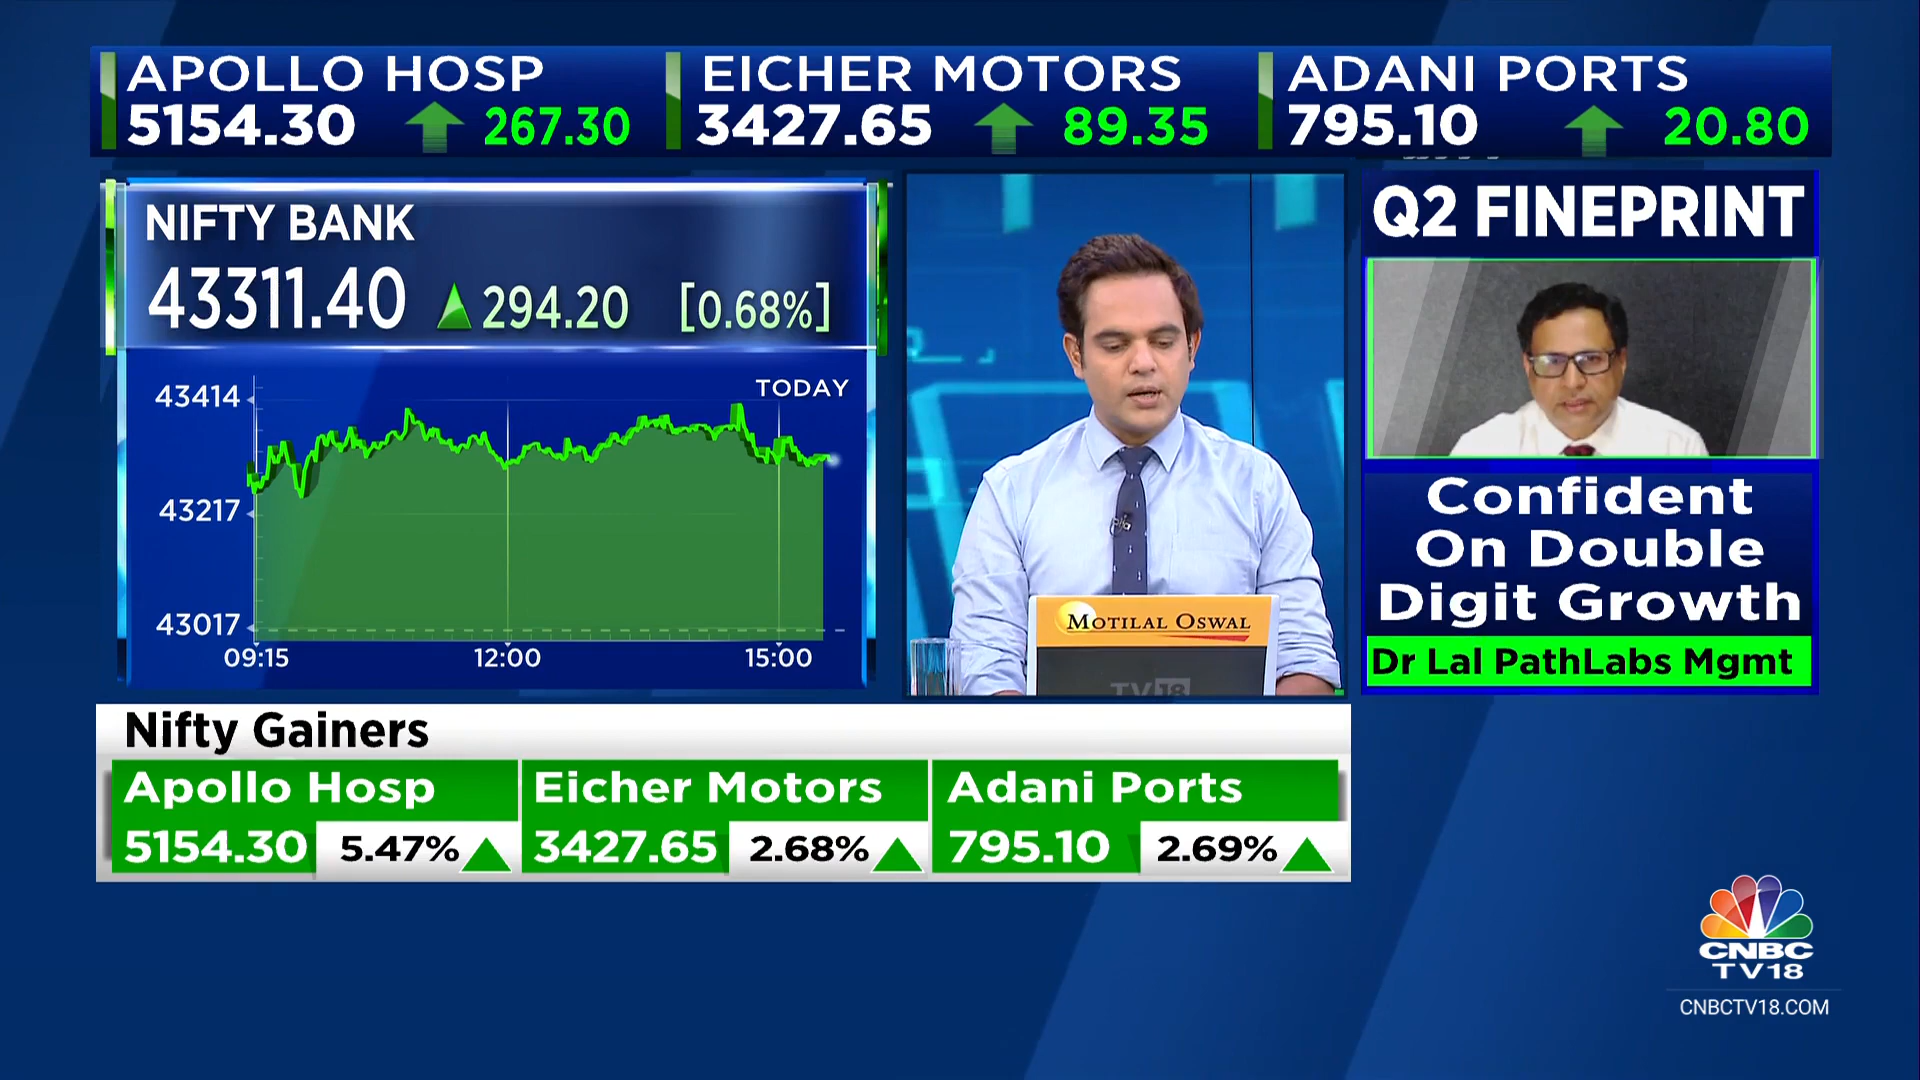 APOLLO HOSP
5154.30 267.30
EICHER MOTORS
3427.65 89.35
ADANI PORTS
795.10 20.80
NIFTY BANK
43311.40 294.20 [0.68%]
TODAY
43414
43217
43017
09:15 12:00 15:00
MOTILAL OSWAL
TV18
Q2 FINEPRINT
Confident
On Double
Digit Growth
Dr Lal PathLabs Mgmt
Nifty Gainers
Apollo Hosp
5154.30 5.47%
Eicher Motors
3427.65 2.68%
Adani Ports
795.10 2.69%
CNBC
TV18
CNBCTV18.COM